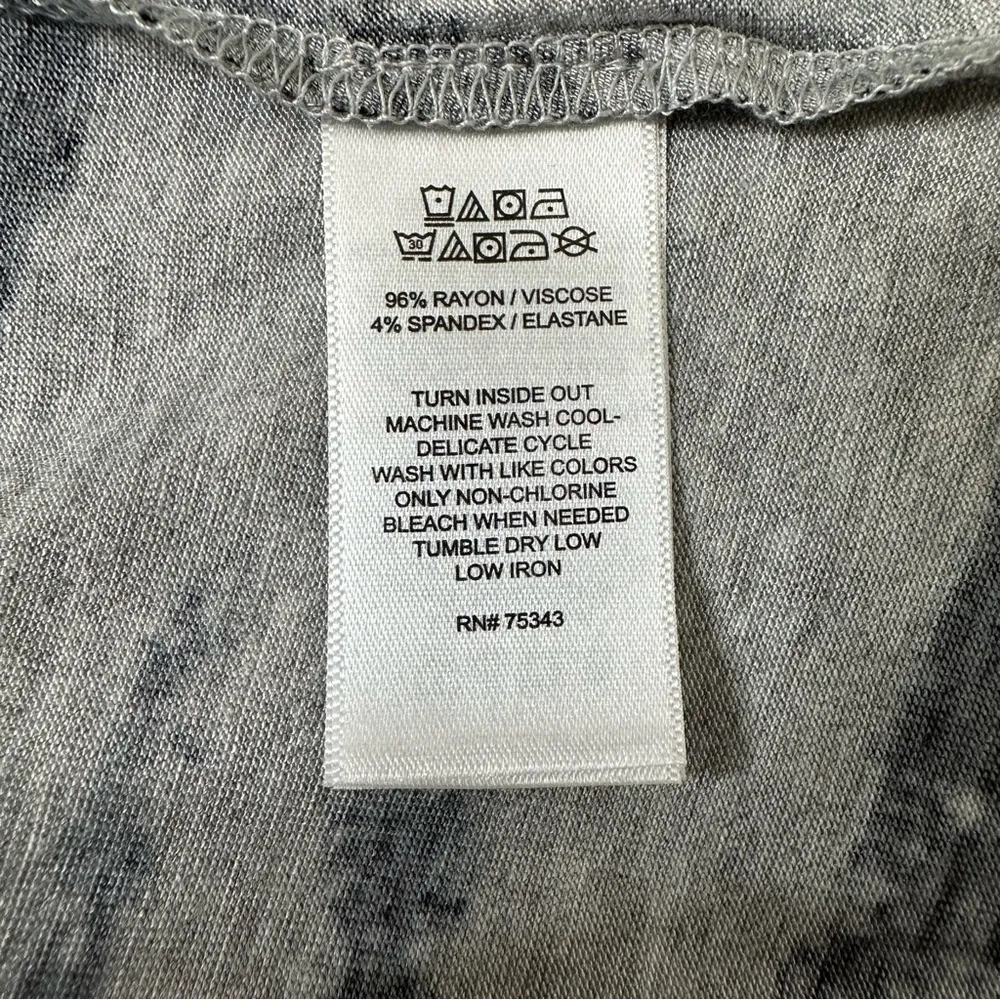 30
96% RAYON / VISCOSE
4% SPANDEX / ELASTANE
TURN INSIDE OUT
MACHINE WASH COOL-
DELICATE CYCLE
WASH WITH LIKE COLORS
ONLY NON-CHLORINE
BLEACH WHEN NEEDED
TUMBLE DRY LOW
LOW IRON
RN# 75343